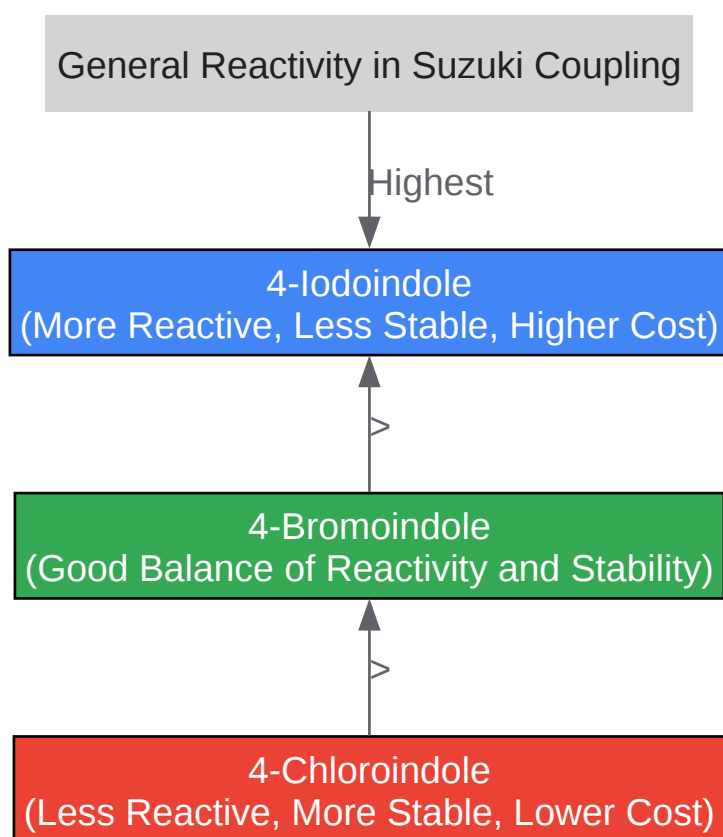 General Reactivity in Suzuki Coupling
Highest
4-Iodoindole
(More Reactive, Less Stable, Higher Cost)
>
4-Bromoindole
(Good Balance of Reactivity and Stability)
>
4-Chloroindole
(Less Reactive, More Stable, Lower Cost)